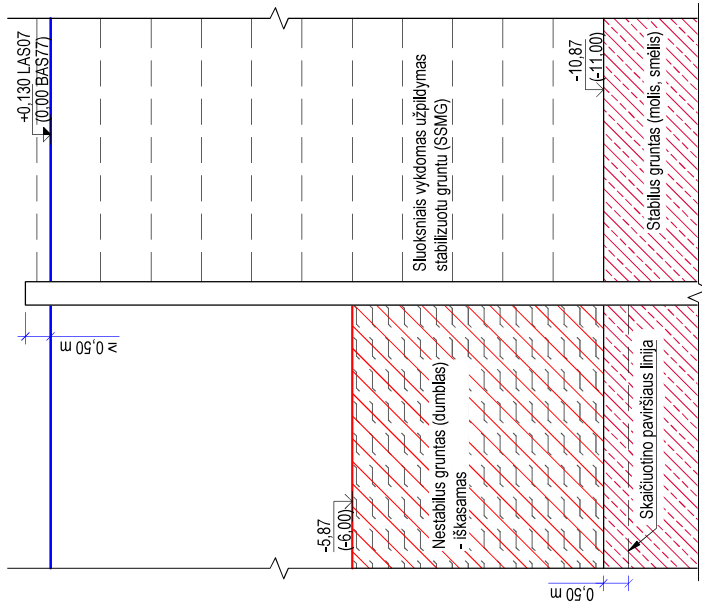 +0,130 LAS07
(0,00 BAS77)
≥ 0,50 m
Sluoksniais vykdomas užpildymas
stabilizuotu gruntu (SSMG)
-5,87
(-6,00)
Nestabilus gruntas (dumblas)
- iškasamas
-10,87
(-11,00)
Stabilus gruntas (molis, smėlis)
Skaičiuotino paviršiaus linija
0,50 m